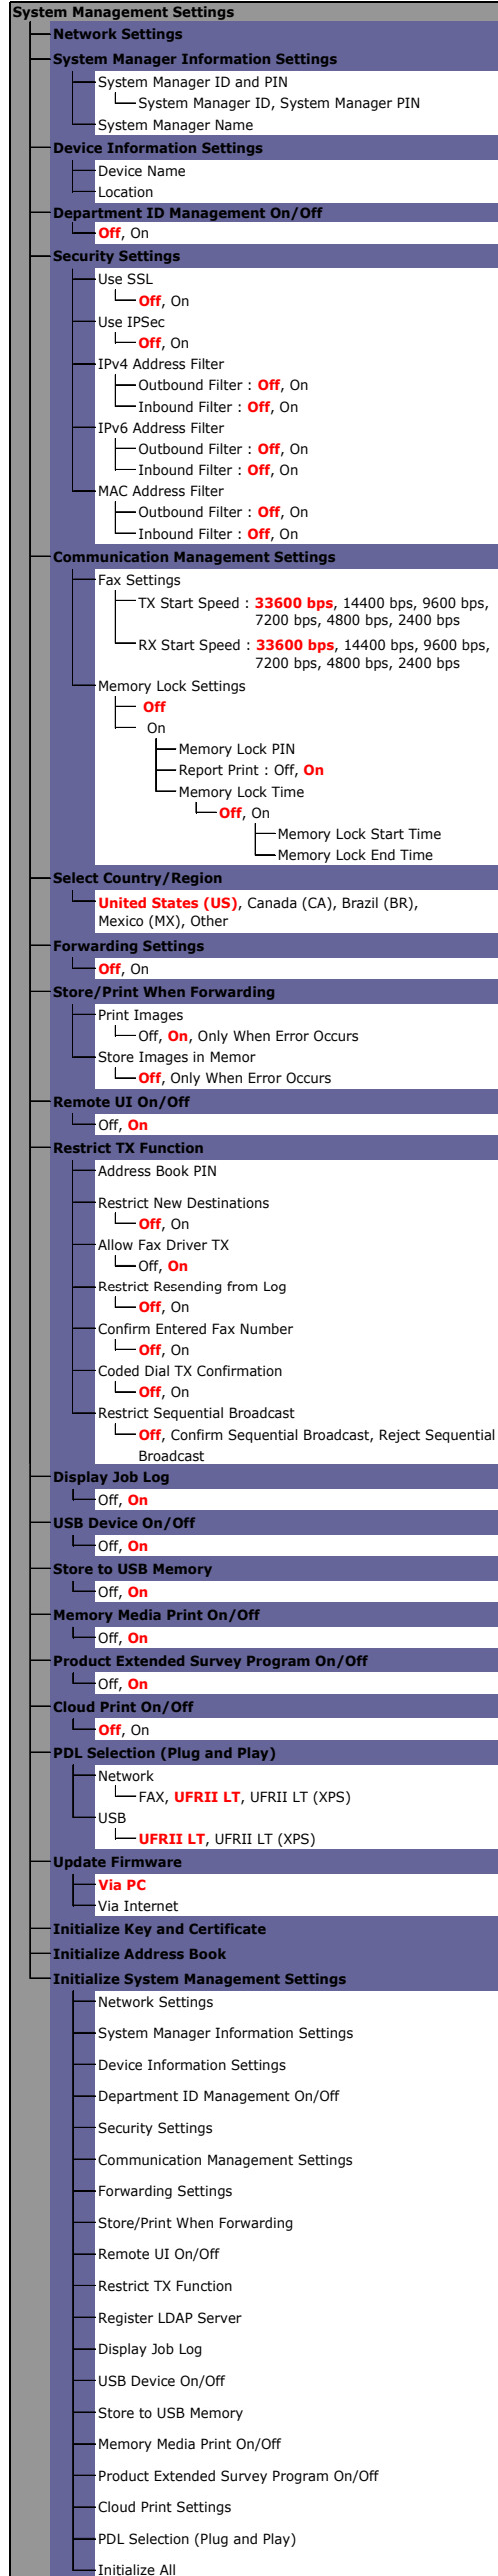 System Management Settings
Network Settings
System Manager Information Settings
System Manager ID and PIN
System Manager ID, System Manager PIN
System Manager Name
Device Information Settings
Device Name
Location
Department ID Management On/Off
Off, On
Security Settings
Use SSL
Off, On
Use IPSec
Off, On
IPv4 Address Filter
Outbound Filter : Off, On
Inbound Filter : Off, On
IPv6 Address Filter
Outbound Filter : Off, On
Inbound Filter : Off, On
MAC Address Filter
Outbound Filter : Off, On
Inbound Filter : Off, On
Communication Management Settings
Fax Settings
TX Start Speed : 33600 bps, 14400 bps, 9600 bps,
7200 bps, 4800 bps, 2400 bps
RX Start Speed : 33600 bps, 14400 bps, 9600 bps,
7200 bps, 4800 bps, 2400 bps
Memory Lock Settings
Off
On
Memory Lock PIN
Report Print : Off, On
Memory Lock Time
Off, On
Memory Lock Start Time
Memory Lock End Time
Select Country/Region
United States (US), Canada (CA), Brazil (BR),
Mexico (MX), Other
Forwarding Settings
Off, On
Store/Print When Forwarding
Print Images
Off, On, Only When Error Occurs
Store Images in Memor
Off, Only When Error Occurs
Remote UI On/Off
Off, On
Restrict TX Function
Address Book PIN
Restrict New Destinations
Off, On
Allow Fax Driver TX
Off, On
Restrict Resending from Log
Off, On
Confirm Entered Fax Number
Off, On
Coded Dial TX Confirmation
Off, On
Restrict Sequential Broadcast
Off, Confirm Sequential Broadcast, Reject Sequential
Broadcast
Display Job Log
Off, On
USB Device On/Off
Off, On
Store to USB Memory
Off, On
Memory Media Print On/Off
Off, On
Product Extended Survey Program On/Off
Off, On
Cloud Print On/Off
Off, On
PDL Selection (Plug and Play)
Network
FAX, UFRII LT, UFRII LT (XPS)
USB
UFRII LT, UFRII LT (XPS)
Update Firmware
Via PC
Via Internet
Initialize Key and Certificate
Initialize Address Book
Initialize System Management Settings
Network Settings
System Manager Information Settings
Device Information Settings
Department ID Management On/Off
Security Settings
Communication Management Settings
Forwarding Settings
Store/Print When Forwarding
Remote UI On/Off
Restrict TX Function
Register LDAP Server
Display Job Log
USB Device On/Off
Store to USB Memory
Memory Media Print On/Off
Product Extended Survey Program On/Off
Cloud Print Settings
PDL Selection (Plug and Play)
Initialize All